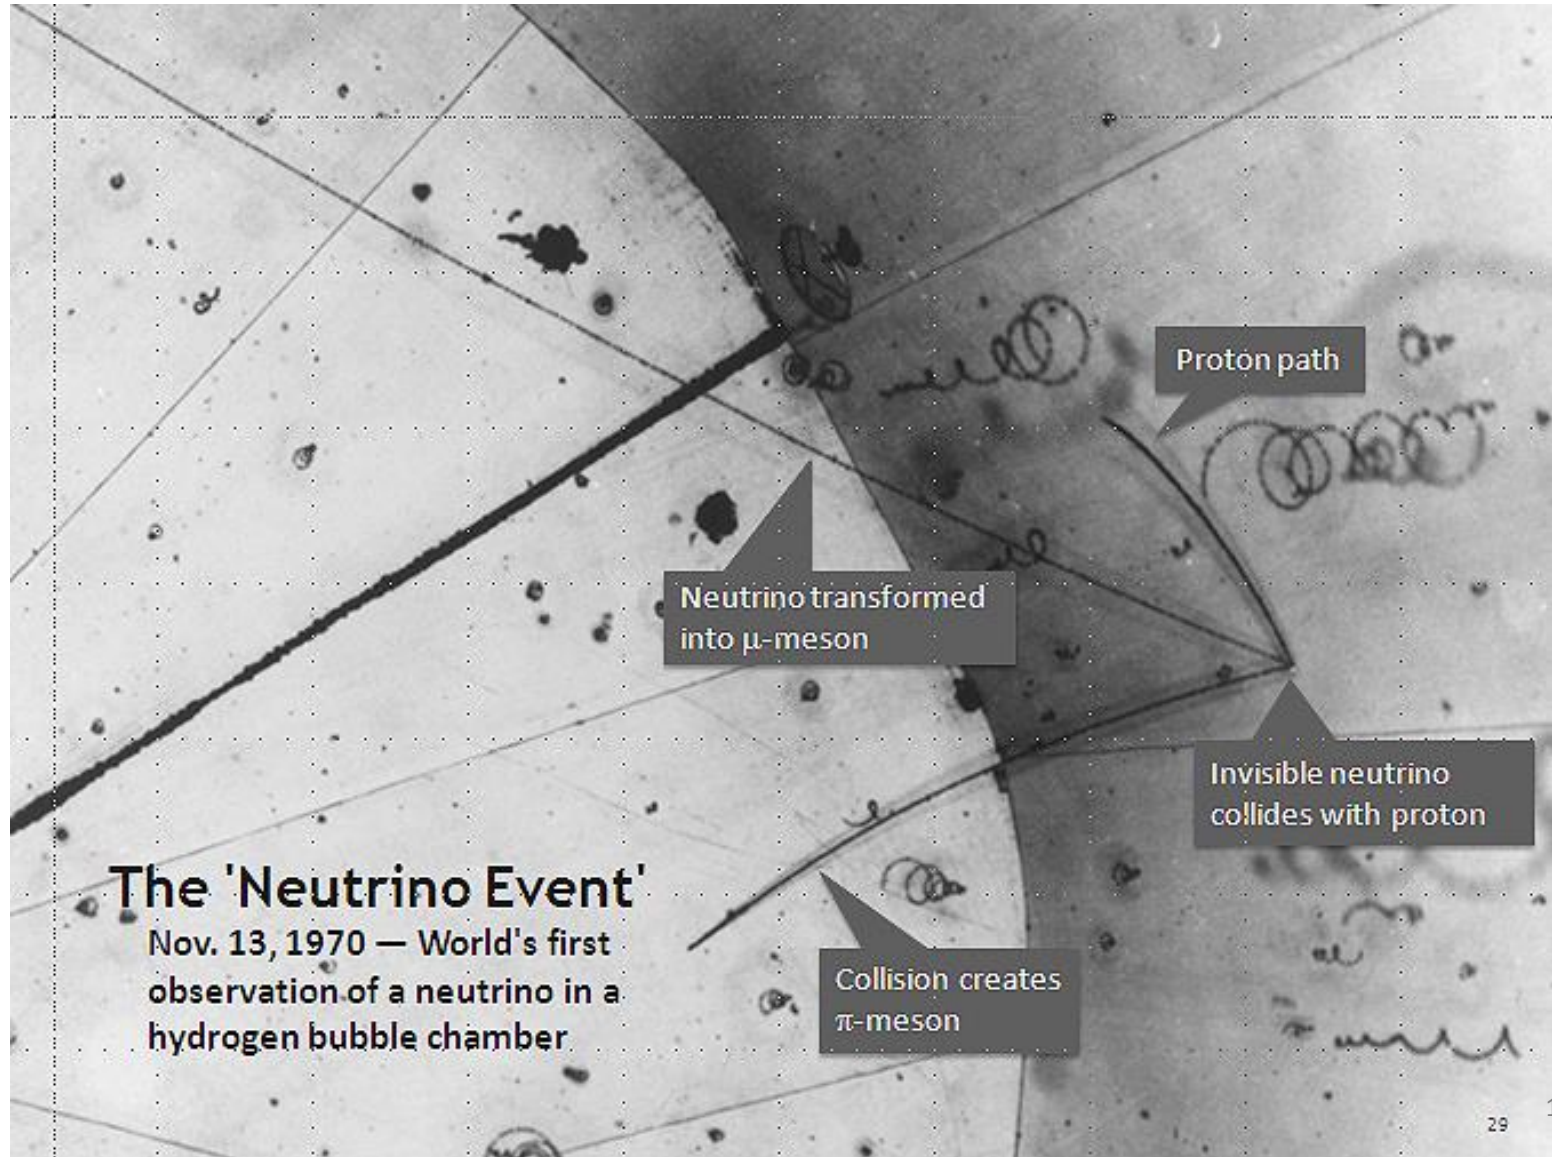 Proton path
Neutrino transformed
into μ-meson
Invisible neutrino
collides with proton
The 'Neutrino Event'
Nov. 13, 1970 — World's first
observation of a neutrino in a
hydrogen bubble chamber
Collision creates
π-meson
29